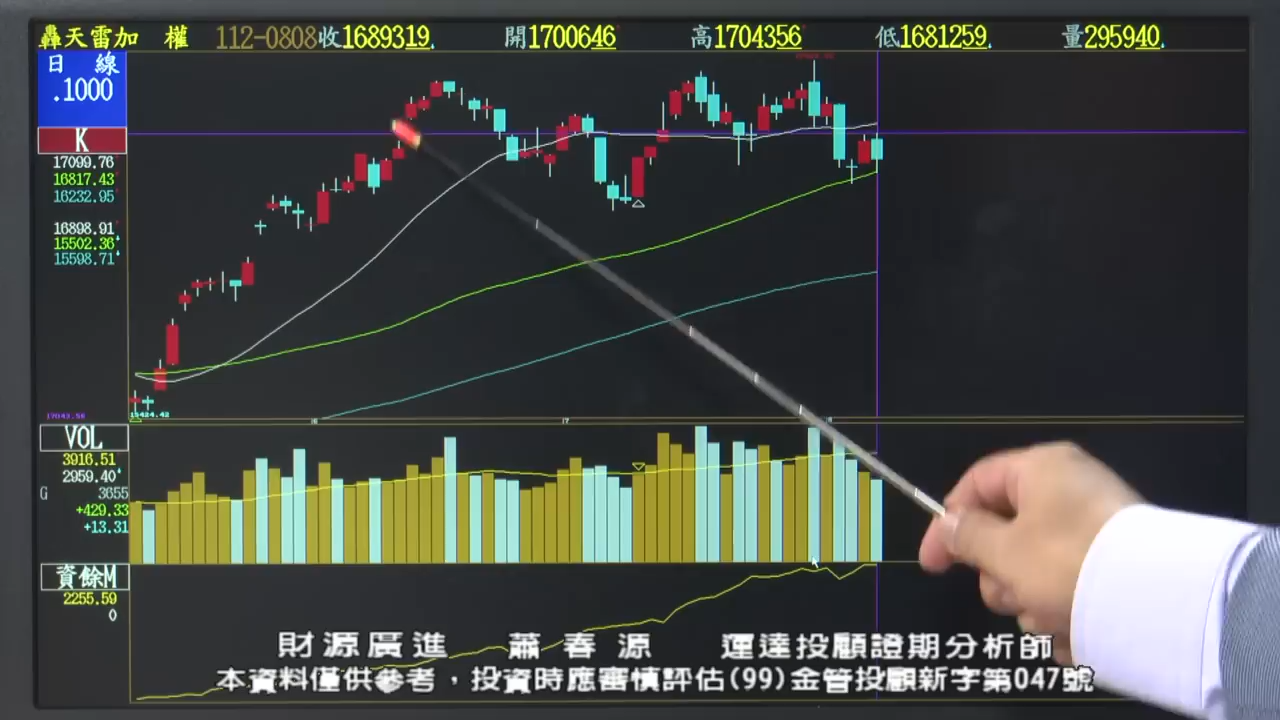 轟天雷加 權 112-0808收1689319 開1700646 高1704356 低1681259 量295940
日 線
.1000
K
17099.76
16817.43
16232.95
16898.91
15502.36
15598.71
17043.56 15424.42
VOL
3916.51
2959.40
G 3655
+429.33
+13.31
資餘M
2255.59
0
財源廣進 蕭春源 運達投顧證期分析師
本資料僅供參考，投資時應審慎評估(99)金管投顧新字第047號